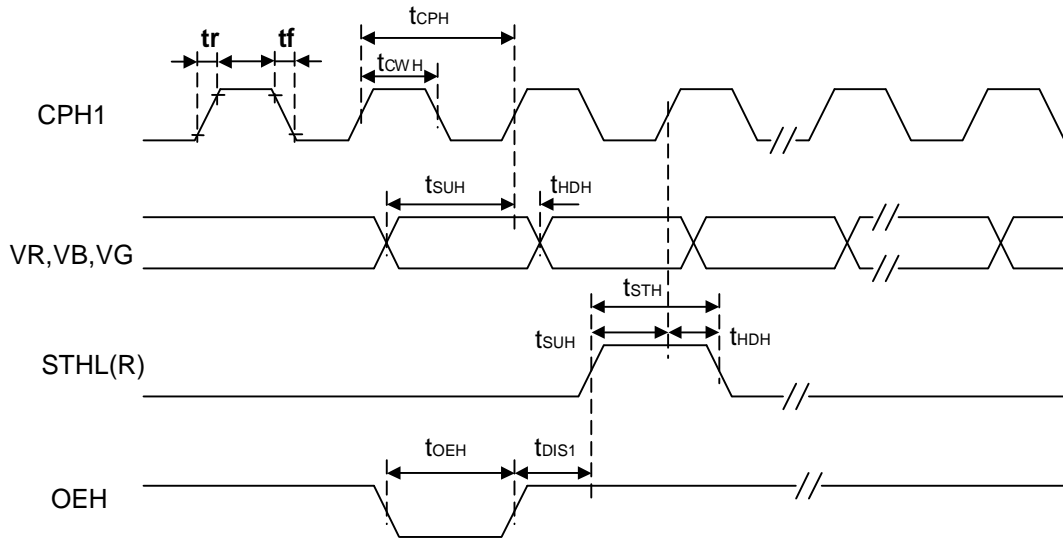 tCPH
tr tf
tCWH
CPH1
tSUH tHDH
VR,VB,VG
tSTH
tSUH tHDH
STHL(R)
tOEH tDIS1
OEH